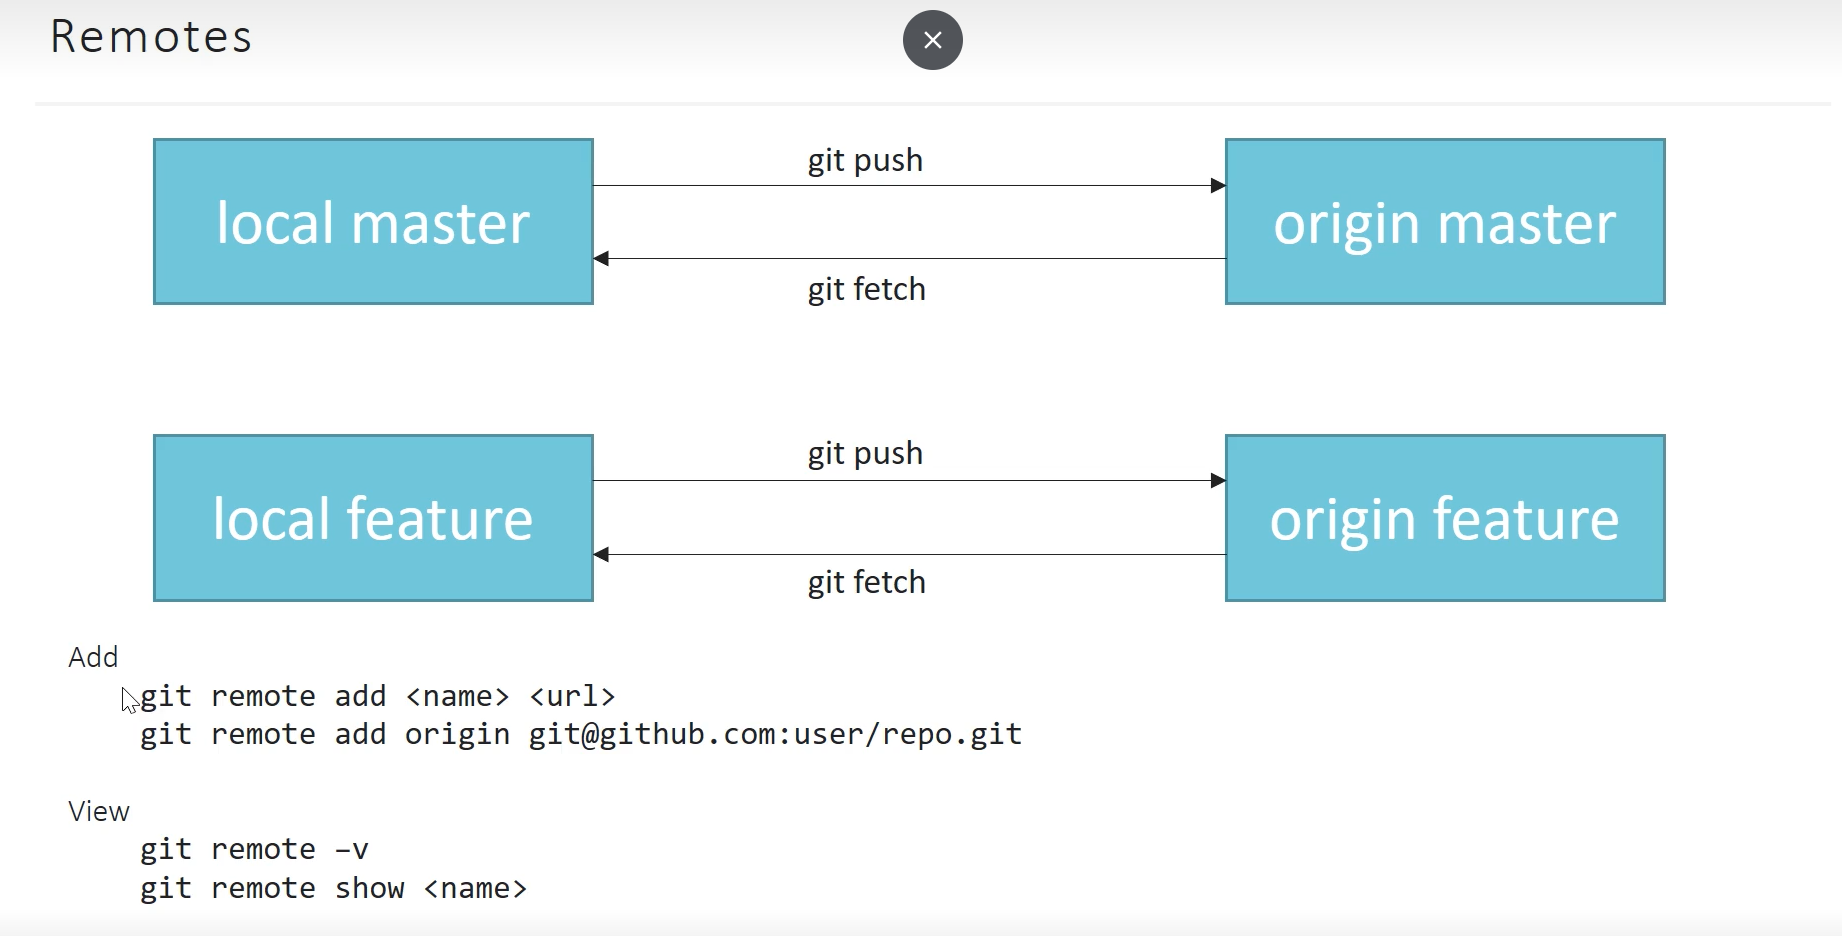 Remotes
git push
local master
origin master
git fetch
git push
local feature
origin feature
git fetch
Add
git remote add <name> <url>
git remote add origin git@github.com:user/repo.git
View
git remote –v
git remote show <name>